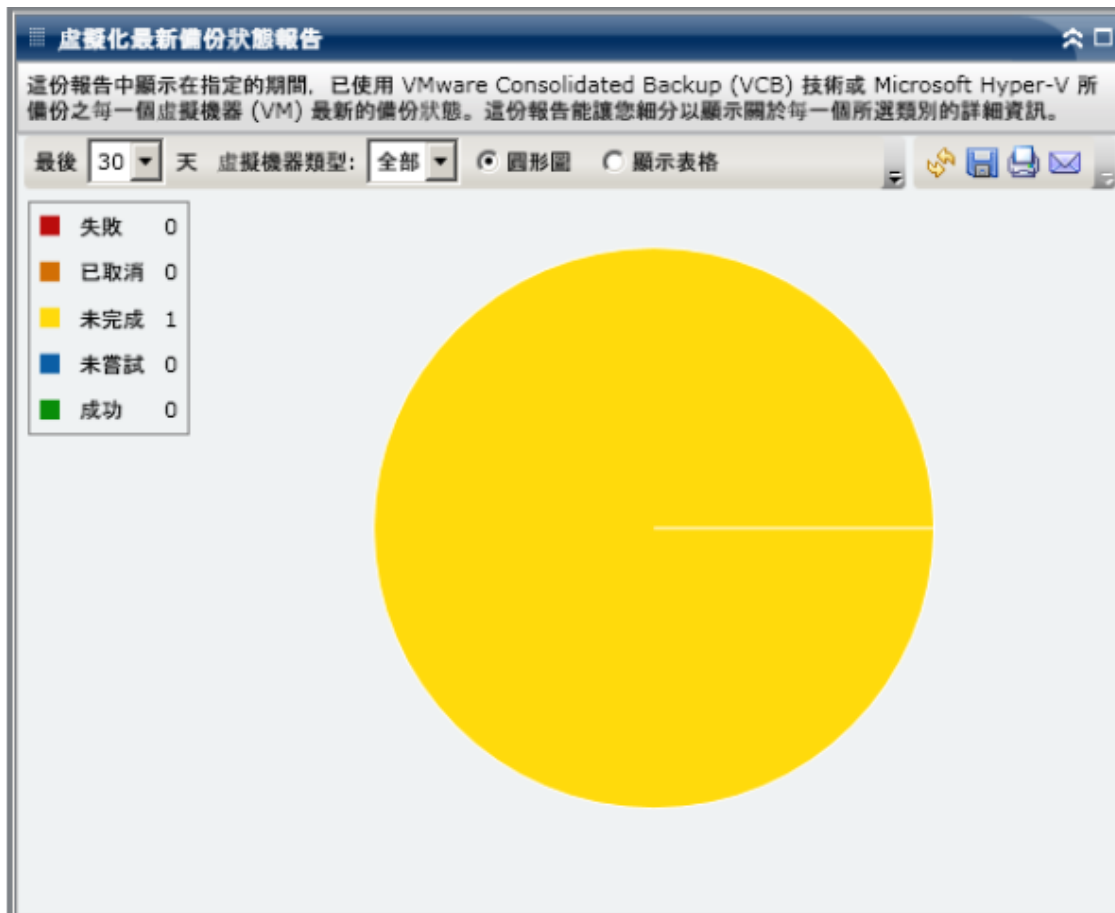 虛擬化最新備份狀態報告
這份報告中顯示在指定的期間，已使用 VMware Consolidated Backup (VCB) 技術或 Microsoft Hyper-V 所
備份之每一個虛擬機器 (VM) 最新的備份狀態。這份報告能讓您細分以顯示關於每一個所選類別的詳細資訊。
最後 30 天 虛擬機器類型: 全部 圓形圖 顯示表格
失敗 0
已取消 0
未完成 1
未嘗試 0
成功 0